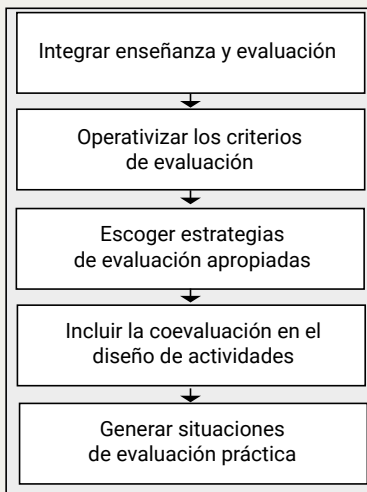 Integrar enseñanza y evaluación
Operativizar los criterios
de evaluación
Escoger estrategias
de evaluación apropiadas
Incluir la coevaluación en el
diseño de actividades
Generar situaciones
de evaluación práctica